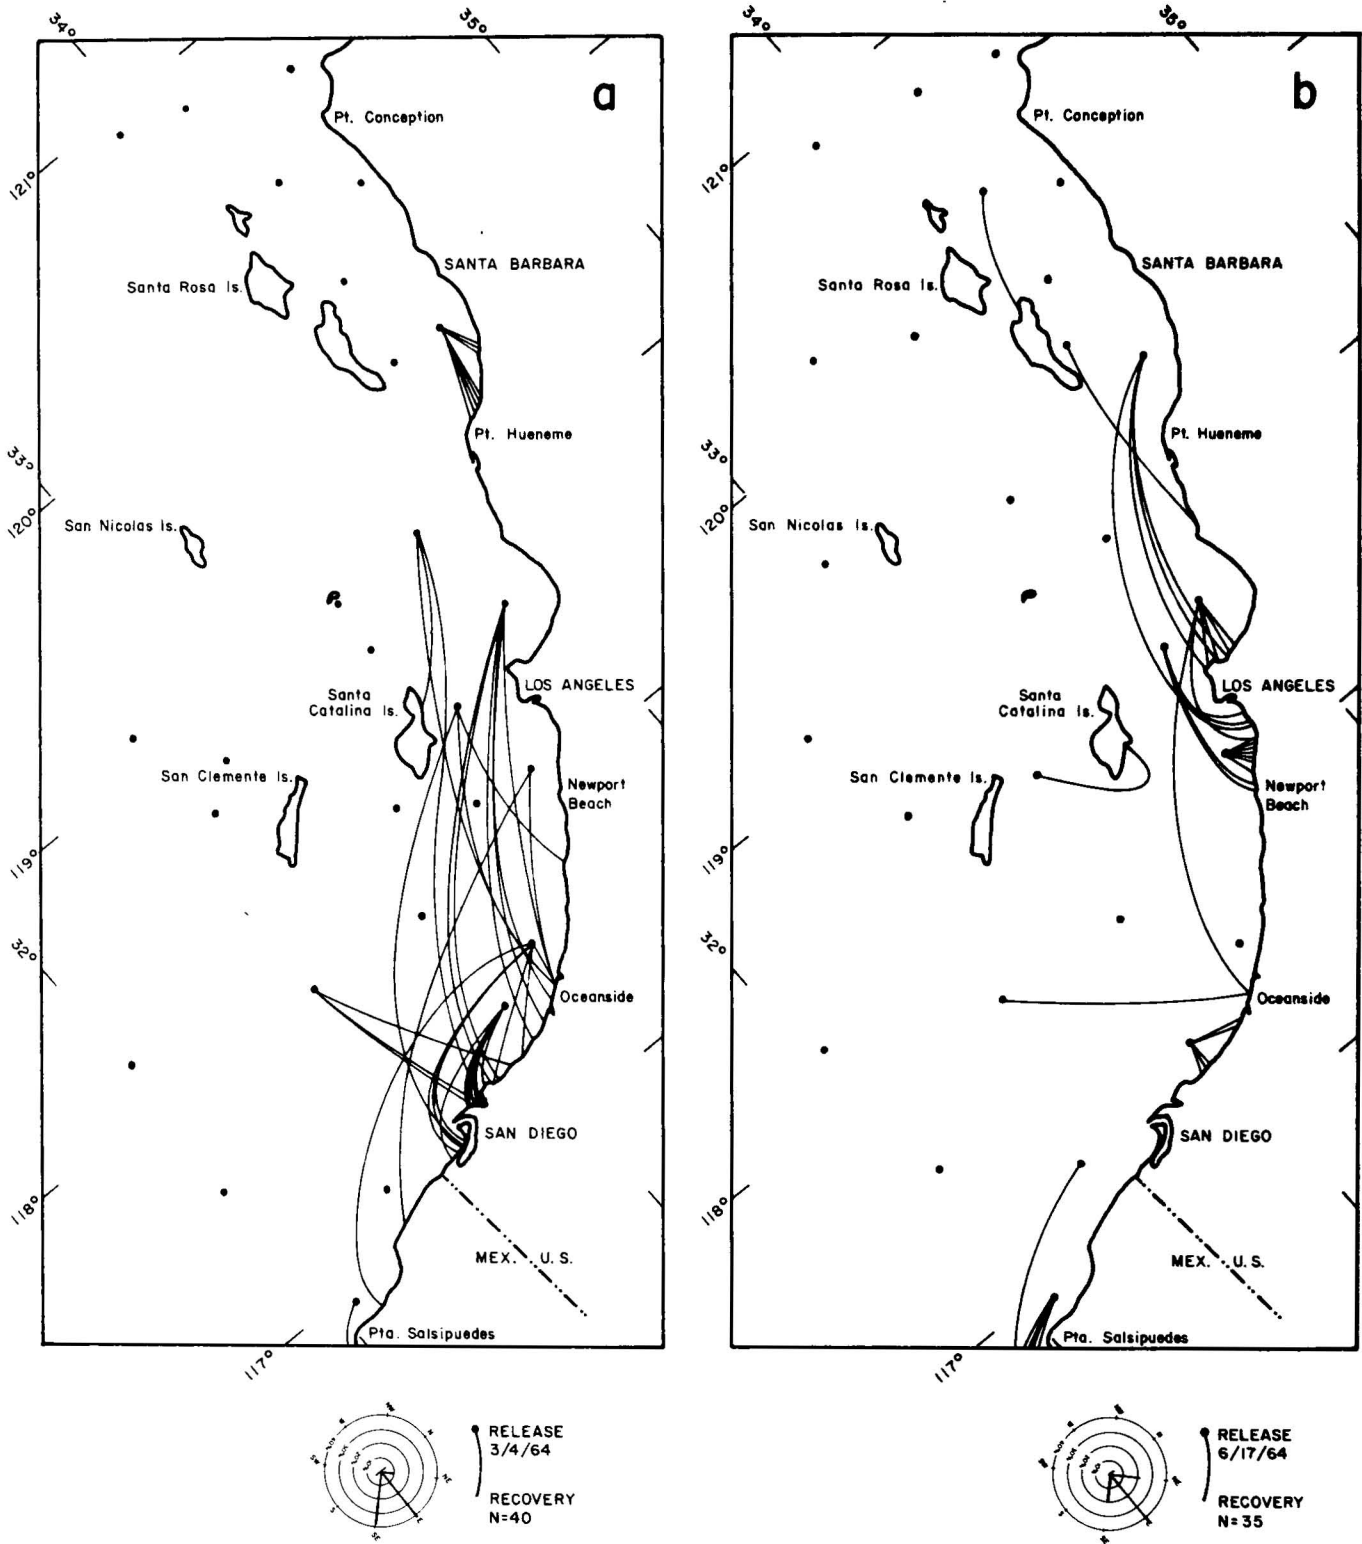 34°
35°
a
Pt. Conception
121°
SANTA BARBARA
Santa Rosa Is.
Pt. Hueneme
33°
120°
San Nicolas Is.
LOS ANGELES
Santa
Catalina Is.
San Clemente Is.
Newport
Beach
119°
32°
Oceanside
SAN DIEGO
118°
MEX. U.S.
Pta. Salsipuedes
117°
RELEASE
3/4/64
RECOVERY
N=40
34°
35°
b
Pt. Conception
121°
SANTA BARBARA
Santa Rosa Is.
Pt. Hueneme
33°
120°
San Nicolas Is.
LOS ANGELES
Santa
Catalina Is.
San Clemente Is.
Newport
Beach
119°
32°
Oceanside
SAN DIEGO
118°
MEX. U.S.
Pta. Salsipuedes
117°
RELEASE
6/17/64
RECOVERY
N=35